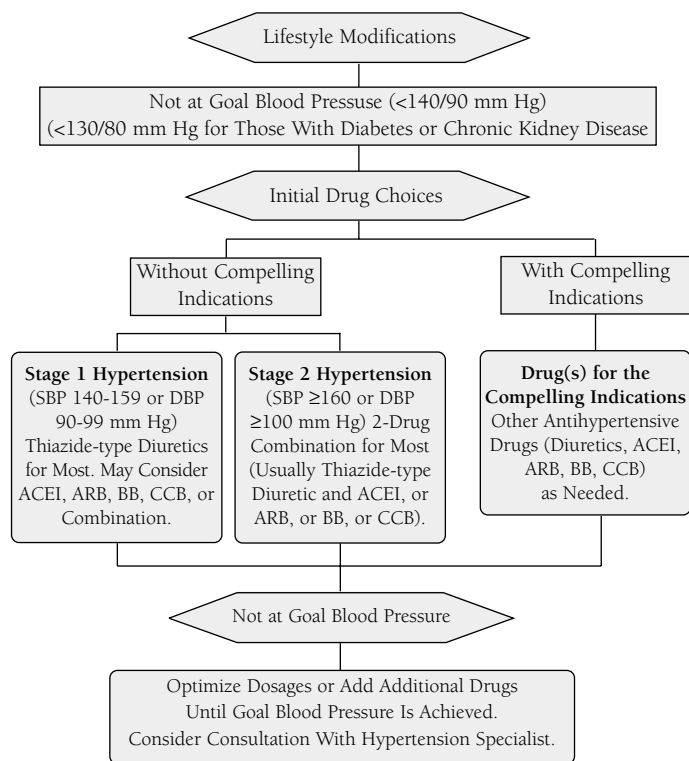 Lifestyle Modifications
Not at Goal Blood Pressuse (<140/90 mm Hg)
(<130/80 mm Hg for Those With Diabetes or Chronic Kidney Disease
Initial Drug Choices
Without Compelling
Indications
With Compelling
Indications
Stage 1 Hypertension
(SBP 140-159 or DBP
90-99 mm Hg)
Thiazide-type Diuretics
for Most. May Consider
ACEI, ARB, BB, CCB, or
Combination.
Stage 2 Hypertension
(SBP ≥160 or DBP
≥100 mm Hg) 2-Drug
Combination for Most
(Usually Thiazide-type
Diuretic and ACEI, or
ARB, or BB, or CCB).
Drug(s) for the
Compelling Indications
Other Antihypertensive
Drugs (Diuretics, ACEI,
ARB, BB, CCB)
as Needed.
Not at Goal Blood Pressure
Optimize Dosages or Add Additional Drugs
Until Goal Blood Pressure Is Achieved.
Consider Consultation With Hypertension Specialist.